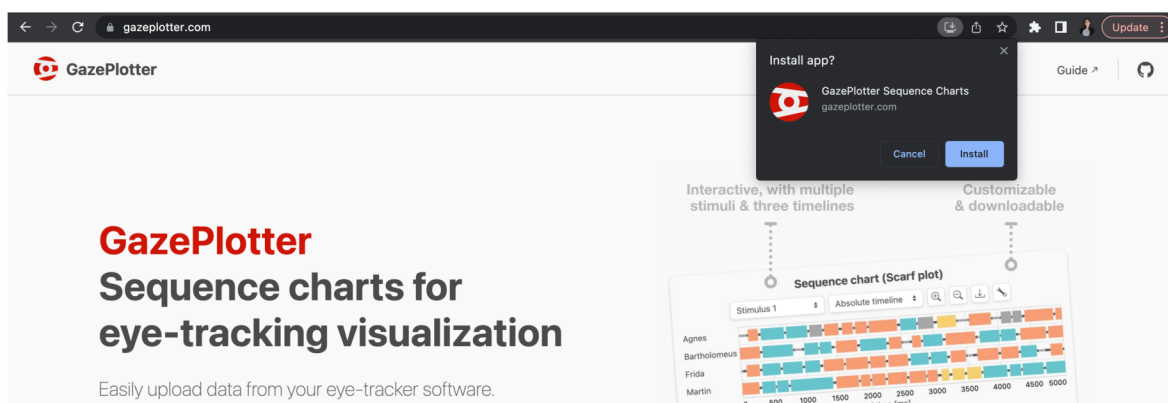 gazeplotter.com
Update
GazePlotter
Guide ↗
Install app?
GazePlotter Sequence Charts
gazeplotter.com
Cancel
Install
GazePlotter
Sequence charts for
eye-tracking visualization
Easily upload data from your eye-tracker software.
Interactive, with multiple
stimuli & three timelines
Customizable
& downloadable
Sequence chart (Scarf plot)
Stimulus 1
Absolute timeline
Agnes
Bartholomeus
Frida
Martin
500 1000 1500 2000 2500 3000 3500 4000 4500 5000